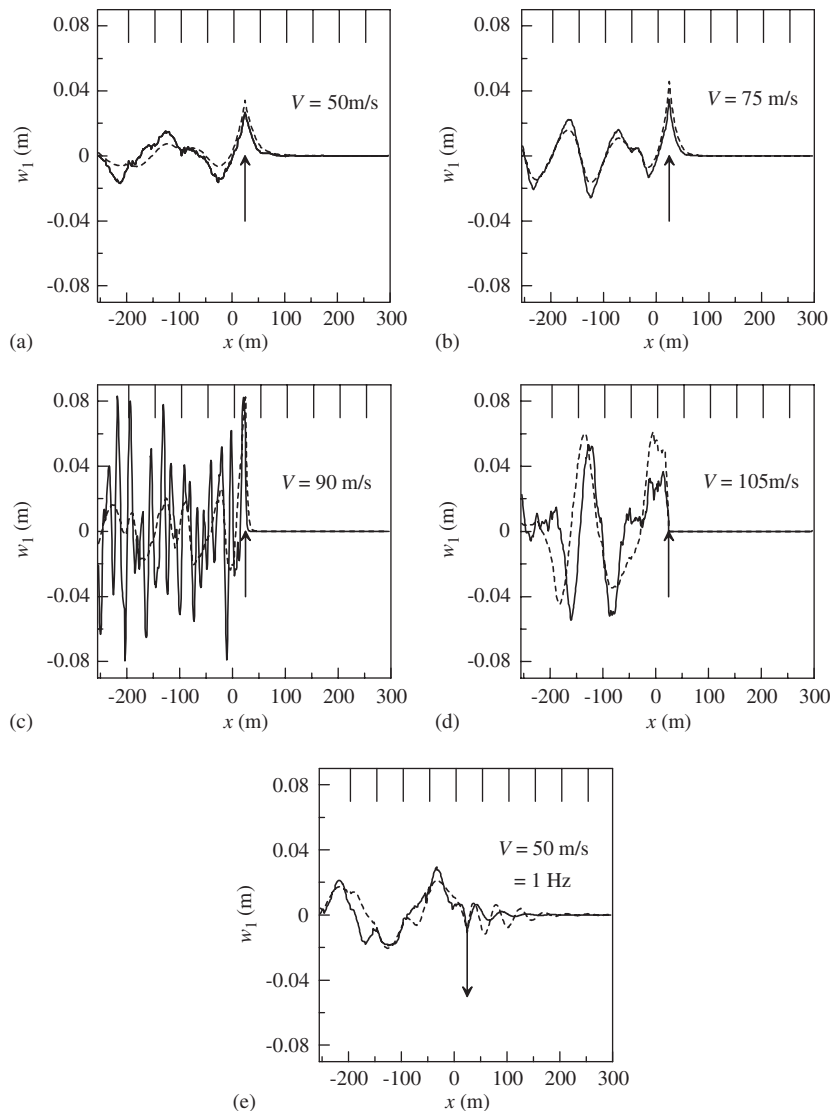 0.08
0.04
0
-0.04
-0.08
w1 (m)
V = 50m/s
-200 -100 0 100 200 300
x (m)
(a)
0.08
0.04
0
-0.04
-0.08
w1 (m)
V = 75 m/s
-200 -100 0 100 200 300
x (m)
(b)
0.08
0.04
0
-0.04
-0.08
w1 (m)
V = 90 m/s
-200 -100 0 100 200 300
x (m)
(c)
0.08
0.04
0
-0.04
-0.08
w1 (m)
V = 105m/s
-200 -100 0 100 200 300
x (m)
(d)
0.08
0.04
0
-0.04
-0.08
w1 (m)
V = 50 m/s
= 1 Hz
-200 -100 0 100 200 300
x (m)
(e)